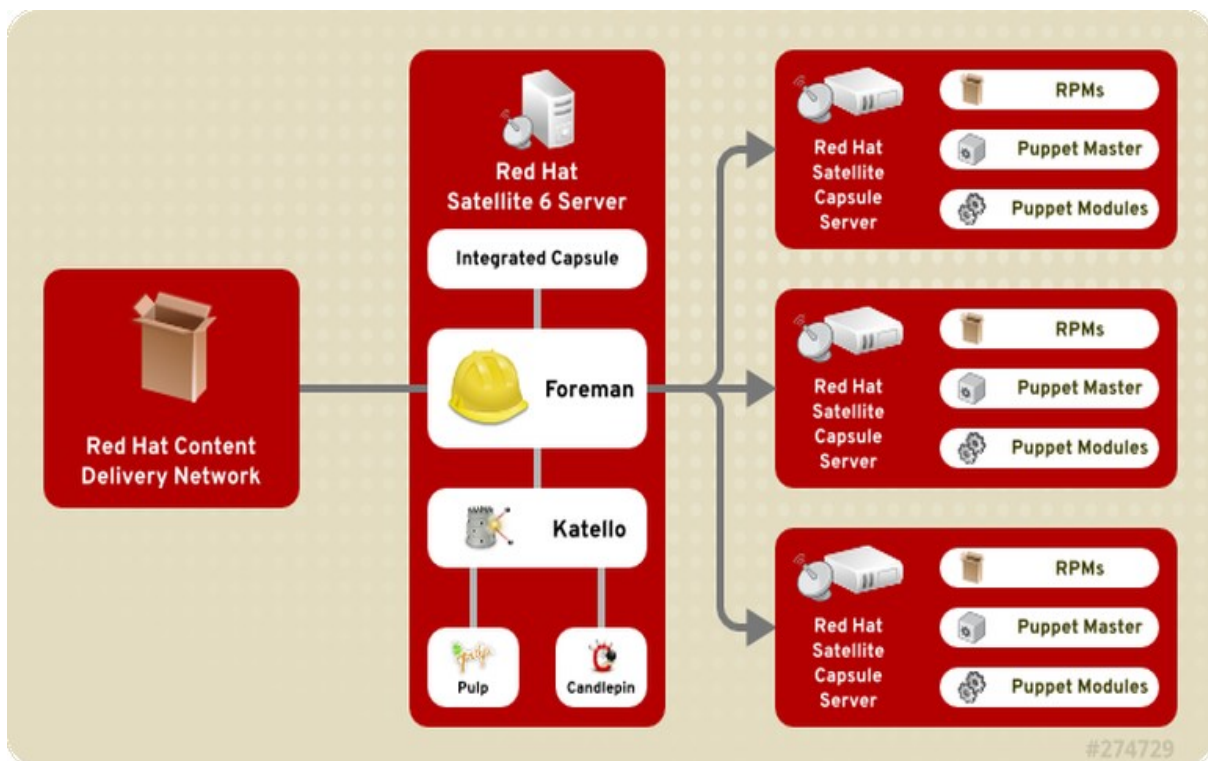 Red Hat Content
Delivery Network
Red Hat
Satellite 6 Server
Integrated Capsule
Foreman
Katello
Pulp
Candlepin
Red Hat
Satellite
Capsule
Server
RPMs
Puppet Master
Puppet Modules
Red Hat
Satellite
Capsule
Server
RPMs
Puppet Master
Puppet Modules
Red Hat
Satellite
Capsule
Server
RPMs
Puppet Master
Puppet Modules
#274729